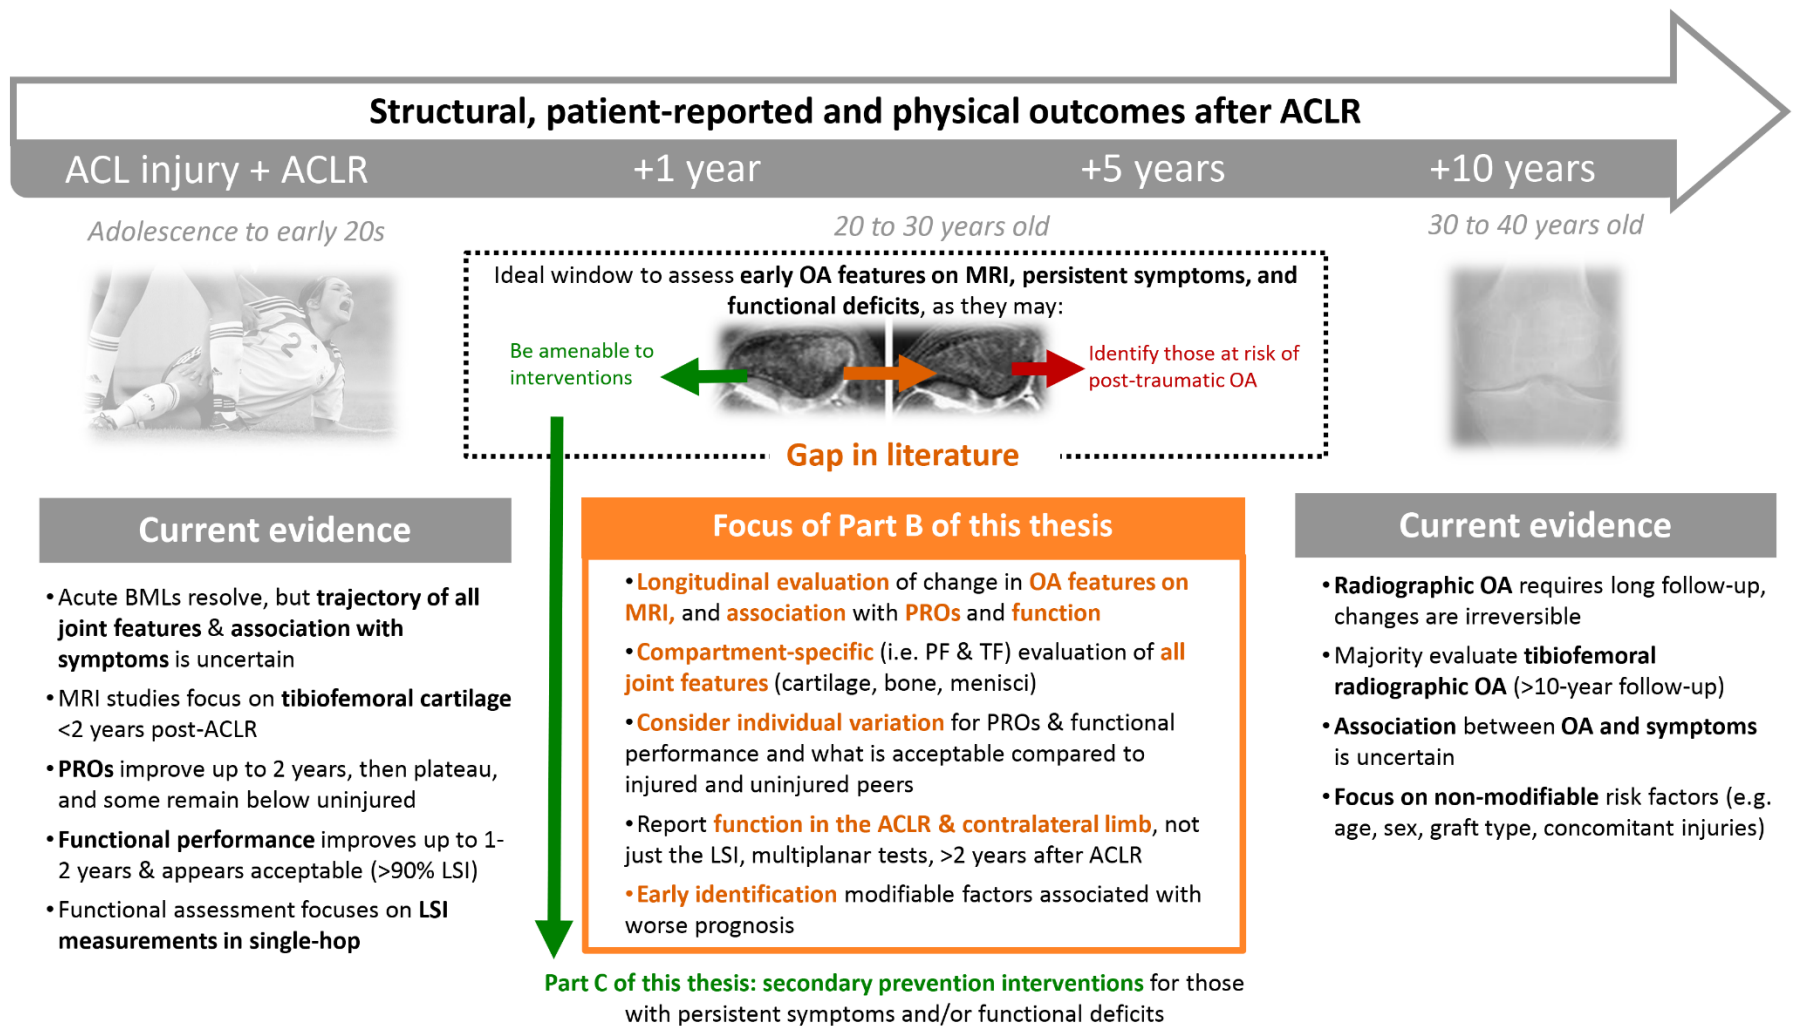 Structural, patient-reported and physical outcomes after ACLR
ACL injury + ACLR
+1 year
+5 years
+10 years
Adolescence to early 20s
20 to 30 years old
30 to 40 years old
Ideal window to assess early OA features on MRI, persistent symptoms, and
functional deficits, as they may:
Be amenable to
interventions
Identify those at risk of
post-traumatic OA
2
Gap in literature
Current evidence
• Acute BMLs resolve, but trajectory of all
joint features & association with
symptoms is uncertain
• MRI studies focus on tibiofemoral cartilage
<2 years post-ACLR
• PROs improve up to 2 years, then plateau,
and some remain below uninjured
• Functional performance improves up to 1-
2 years & appears acceptable (>90% LSI)
• Functional assessment focuses on LSI
measurements in single-hop
Focus of Part B of this thesis
• Longitudinal evaluation of change in OA features on
MRI, and association with PROs and function
• Compartment-specific (i.e. PF & TF) evaluation of all
joint features (cartilage, bone, menisci)
• Consider individual variation for PROs & functional
performance and what is acceptable compared to
injured and uninjured peers
• Report function in the ACLR & contralateral limb, not
just the LSI, multiplanar tests, >2 years after ACLR
• Early identification modifiable factors associated with
worse prognosis
Current evidence
• Radiographic OA requires long follow-up,
changes are irreversible
• Majority evaluate tibiofemoral
radiographic OA (>10-year follow-up)
• Association between OA and symptoms
is uncertain
• Focus on non-modifiable risk factors (e.g.
age, sex, graft type, concomitant injuries)
Part C of this thesis: secondary prevention interventions for those
with persistent symptoms and/or functional deficits